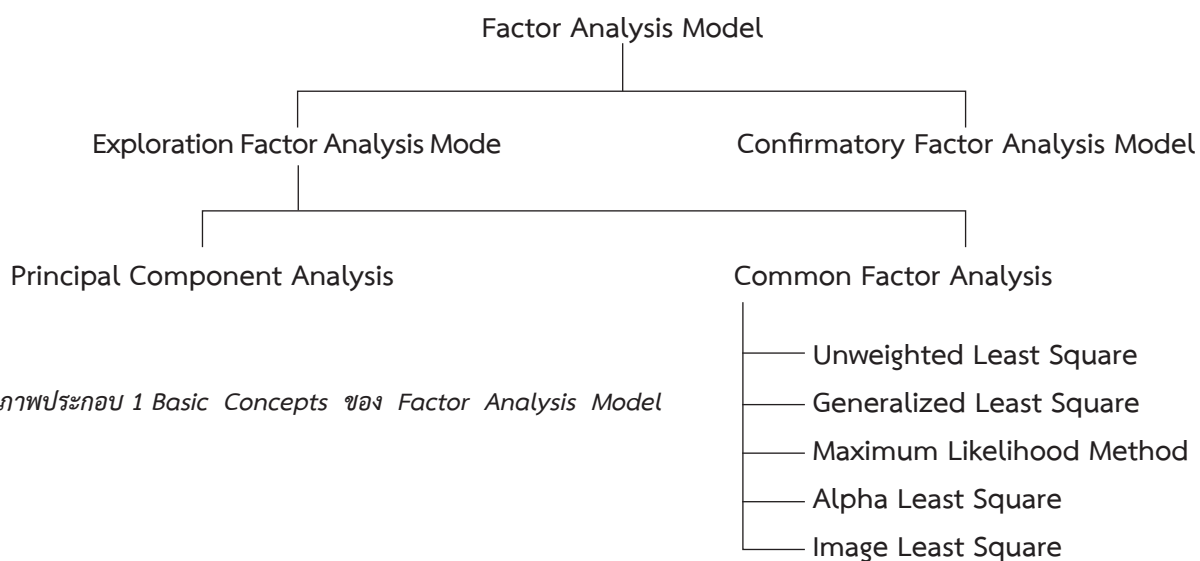 Factor Analysis Model
Exploration Factor Analysis Mode
Confirmatory Factor Analysis Model
Principal Component Analysis
Common Factor Analysis
Unweighted Least Square
ภาพประกอบ 1 Basic Concepts ของ Factor Analysis Model
Generalized Least Square
Maximum Likelihood Method
Alpha Least Square
Image Least Square